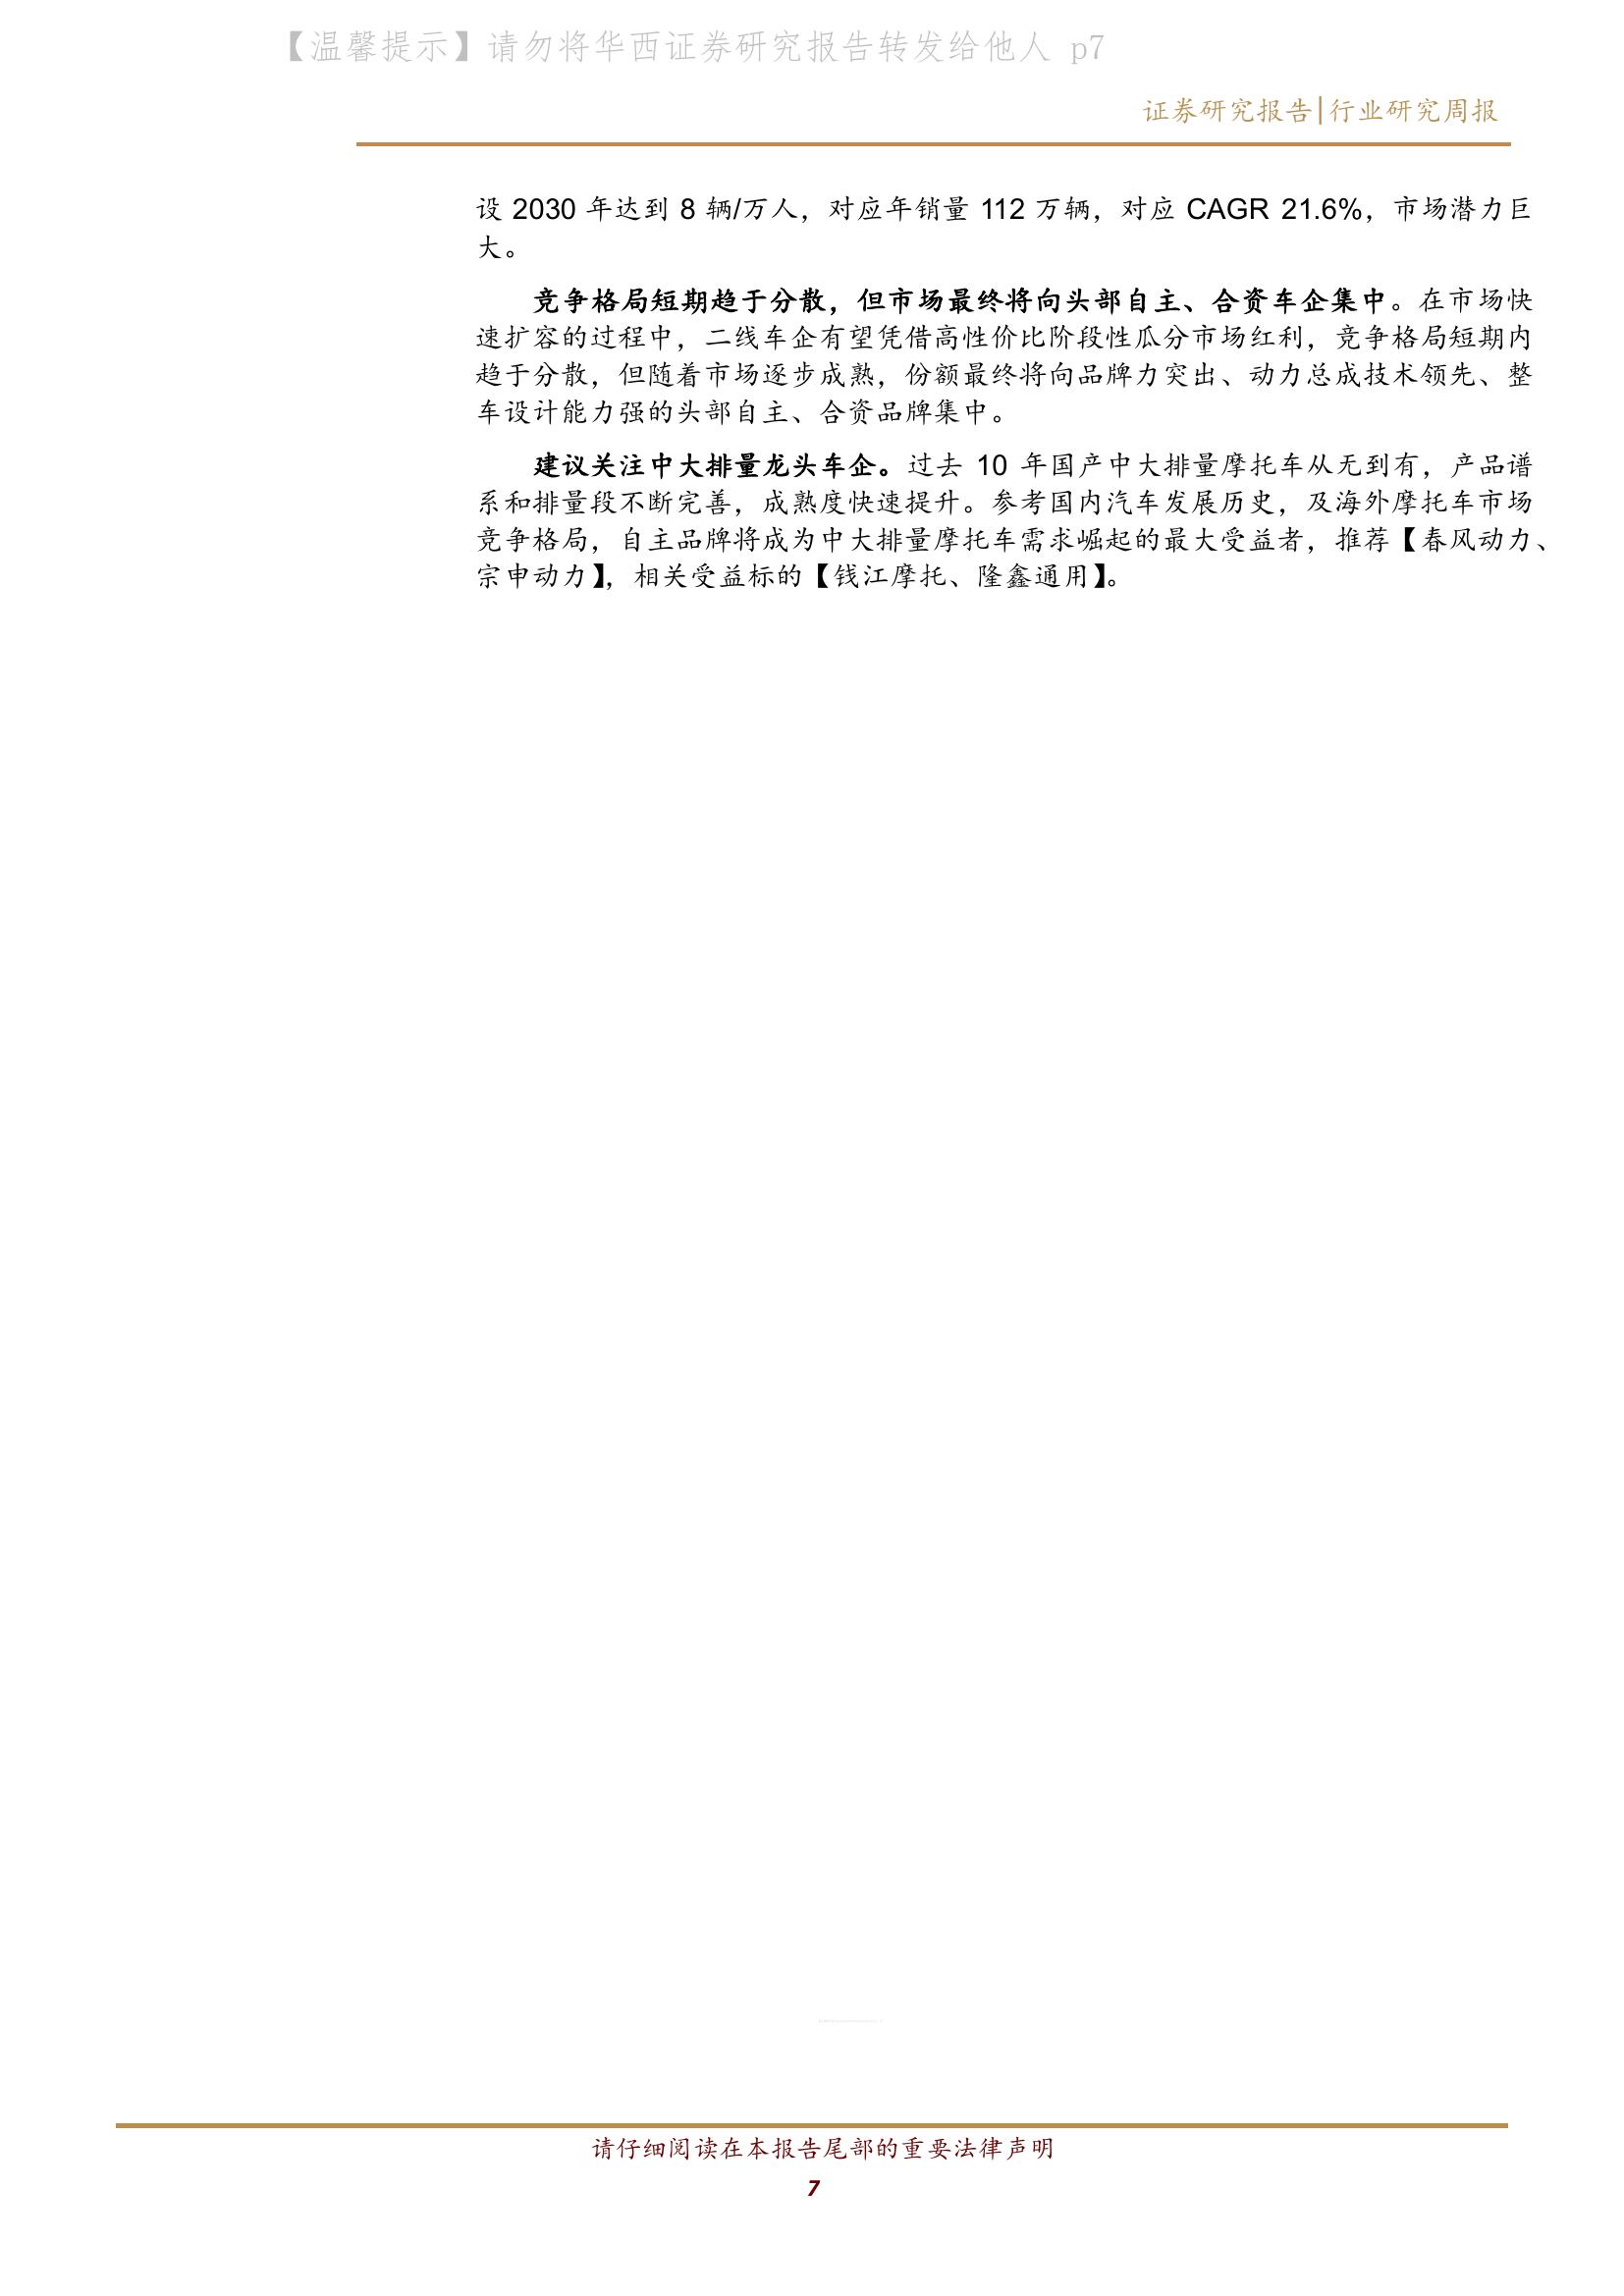 【温馨提示】请勿将华西证券研究报告转发给他人 p7
证券研究报告|行业研究周报
设 2030 年达到 8 辆/万人，对应年销量 112 万辆，对应 CAGR 21.6%，市场潜力巨
大。
竞争格局短期趋于分散，但市场最终将向头部自主、合资车企集中。在市场快
速扩容的过程中，二线车企有望凭借高性价比阶段性瓜分市场红利，竞争格局短期内
趋于分散，但随着市场逐步成熟，份额最终将向品牌力突出、动力总成技术领先、整
车设计能力强的头部自主、合资品牌集中。
建议关注中大排量龙头车企。过去 10 年国产中大排量摩托车从无到有，产品谱
系和排量段不断完善，成熟度快速提升。参考国内汽车发展历史，及海外摩托车市场
竞争格局，自主品牌将成为中大排量摩托车需求崛起的最大受益者，推荐【春风动力、
宗申动力】，相关受益标的【钱江摩托、隆鑫通用】。
请仔细阅读在本报告尾部的重要法律声明
7